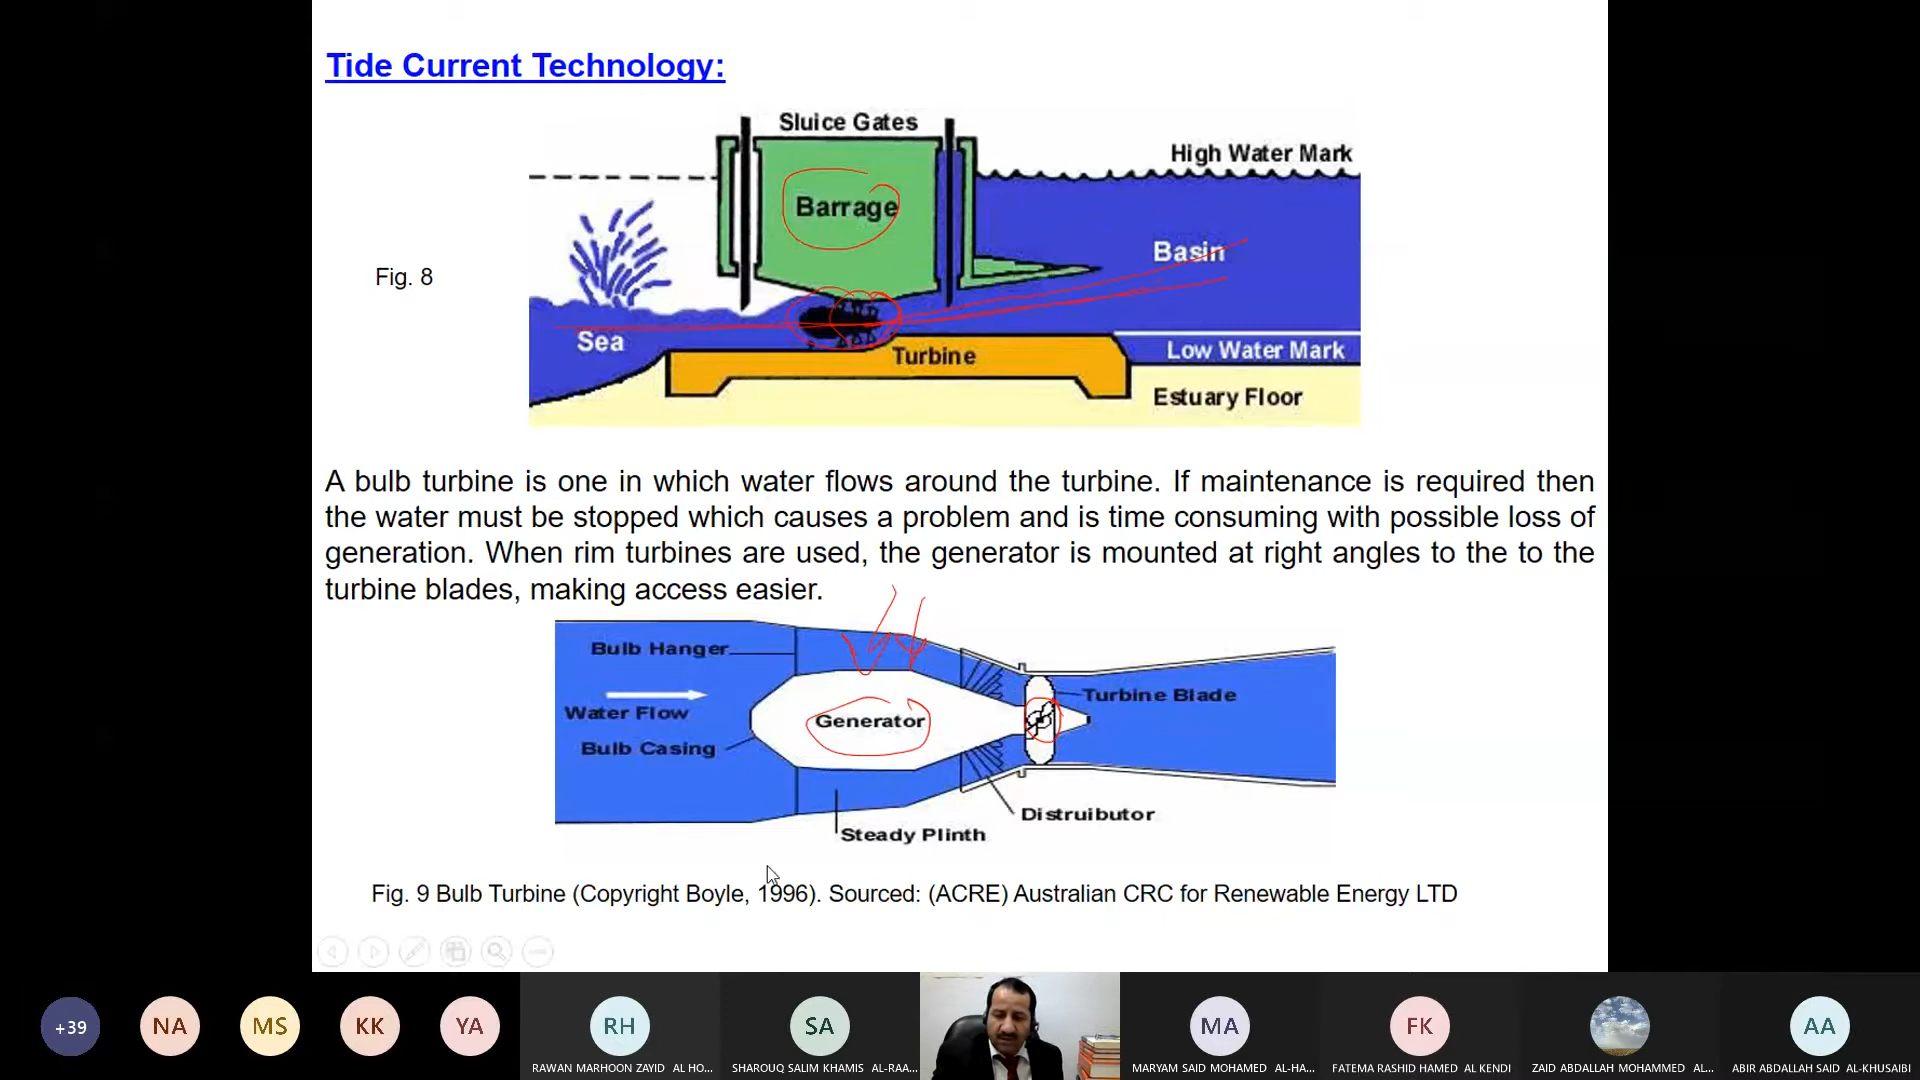 Tide Current Technology:
Sluice Gates
High Water Mark
Barrage
Basin
Fig. 8
Sea
Turbine
Low Water Mark
Estuary Floor
A bulb turbine is one in which water flows around the turbine. If maintenance is required then
the water must be stopped which causes a problem and is time consuming with possible loss of
generation. When rim turbines are used, the generator is mounted at right angles to the to the
turbine blades, making access easier.
Bulb Hanger
Turbine Blade
Water Flow
Generator
Bulb Casing
Distruibutor
Steady Plinth
Fig. 9 Bulb Turbine (Copyright Boyle, 1996). Sourced: (ACRE) Australian CRC for Renewable Energy LTD
+39
NA
MS
KK
YA
RH
SA
MA
FK
AA
RAWAN MARHOON ZAYID AL HO...
SHAROUQ SALIM KHAMIS AL-RAA...
MARYAM SAID MOHAMED AL-HA...
FATEMA RASHID HAMED AL KENDI
ZAID ABDALLAH MOHAMMED AL...
ABIR ABDALLAH SAID AL-KHUSAIBI